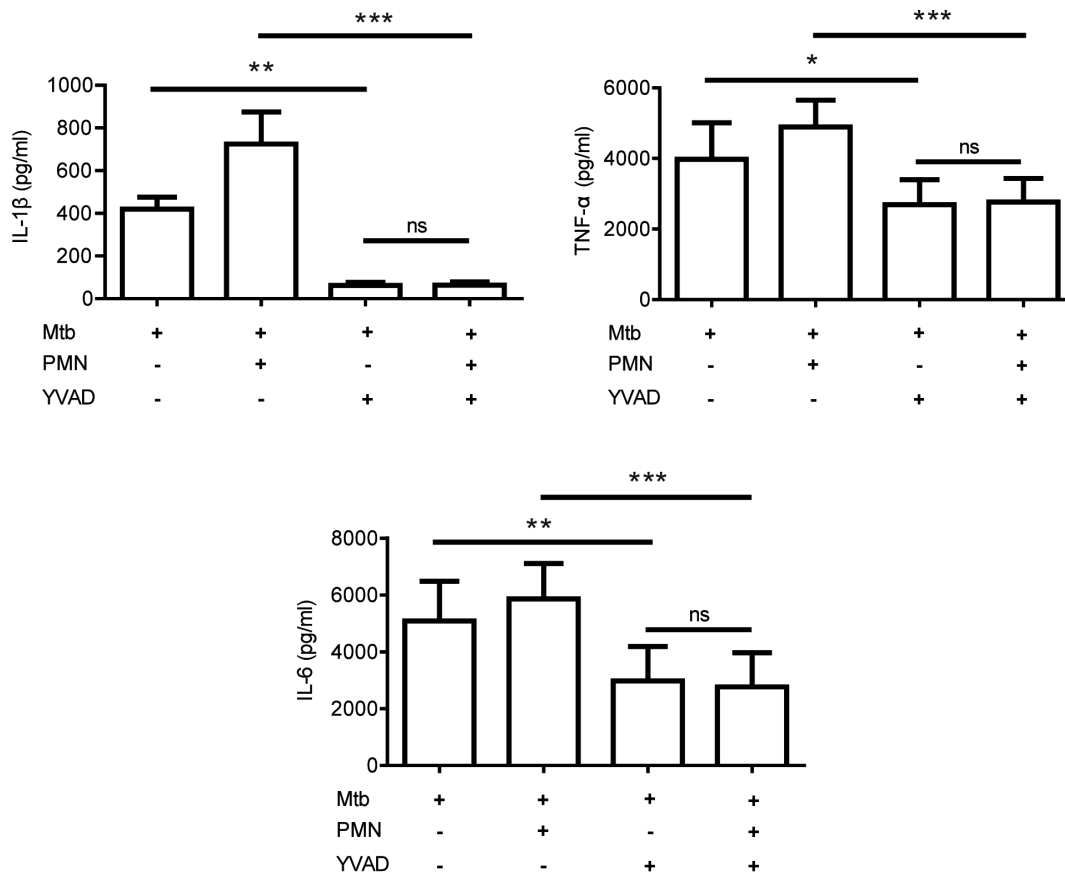 ***
**
1000
800
600
400
200
0
IL-1β (pg/ml)
ns
Mtb + + + +
PMN - + - +
YVAD - - + +
***
*
6000
4000
2000
0
TNF-α (pg/ml)
ns
Mtb + + + +
PMN - + - +
YVAD - - + +
***
**
8000
6000
4000
2000
0
IL-6 (pg/ml)
ns
Mtb + + + +
PMN - + - +
YVAD - - + +